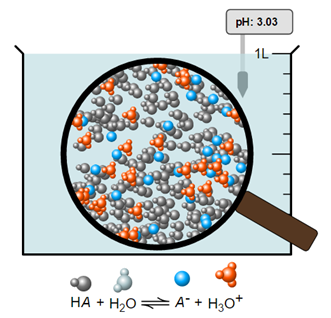 pH: 3.03
1L
HA + H₂O ⇌ A⁻ + H₃O⁺